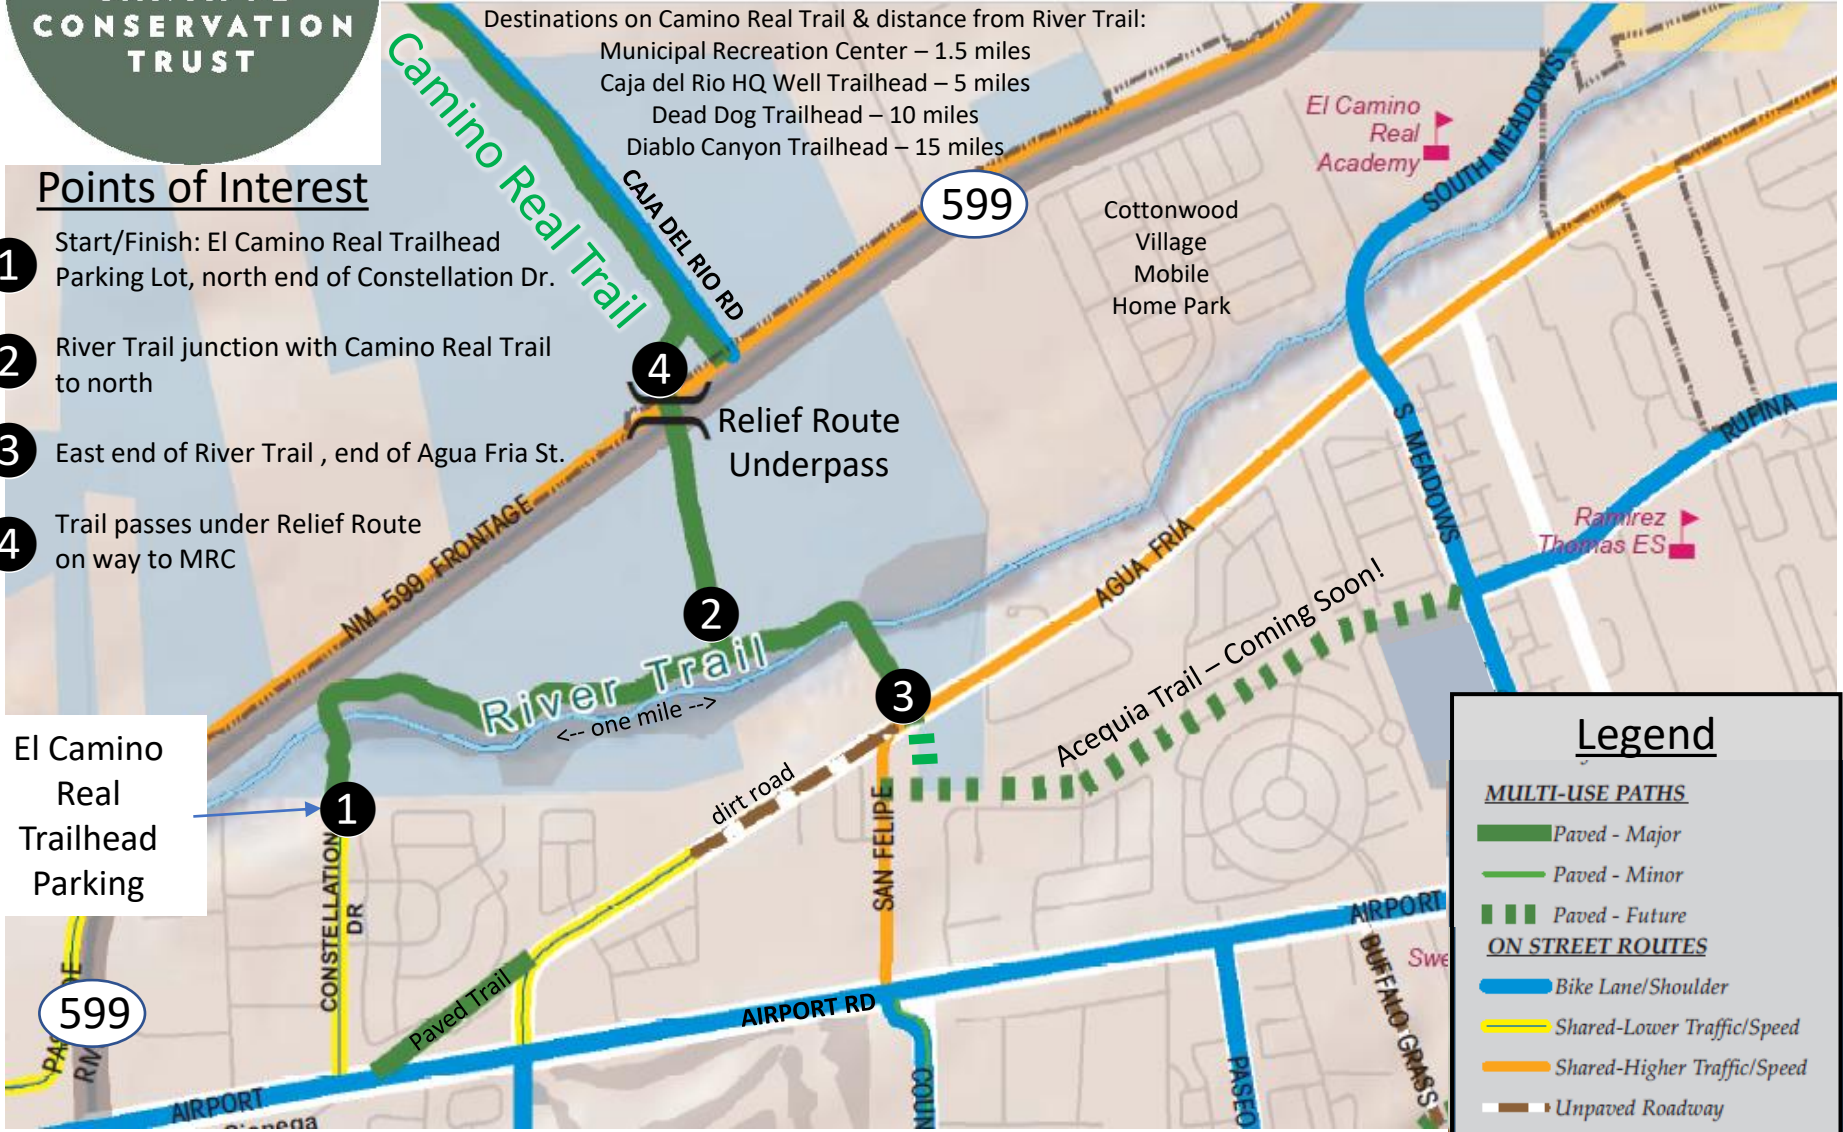 CONSERVATION
TRUST
Destinations on Camino Real Trail & distance from River Trail:
Municipal Recreation Center – 1.5 miles
Caja del Rio HQ Well Trailhead – 5 miles
Dead Dog Trailhead – 10 miles
Diablo Canyon Trailhead – 15 miles
Camino Real Trail
CAJA DEL RIO RD
599
El Camino
Real
Academy
SOUTH MEADOWS
Cottonwood
Village
Mobile
Home Park
Points of Interest
1
Start/Finish: El Camino Real Trailhead
Parking Lot, north end of Constellation Dr.
2
River Trail junction with Camino Real Trail
to north
3
East end of River Trail , end of Agua Fria St.
4
Trail passes under Relief Route
on way to MRC
4
Relief Route
Underpass
NM 599 FRONTAGE
S MEADOWS
RUFINA
Ramirez
Thomas ES
AGUA FRIA
2
River Trail
<-- one mile -->
3
Acequia Trail – Coming Soon!
El Camino
Real
Trailhead
Parking
1
dirt road
SAN FELIPE
CONSTELLATION
DR
Paved Trail
AIRPORT RD
AIRPORT
AIRPORT
599
BUFFALO GRASS
PASEO
Legend
MULTI-USE PATHS
Paved - Major
Paved - Minor
Paved - Future
ON STREET ROUTES
Bike Lane/Shoulder
Shared-Lower Traffic/Speed
Shared-Higher Traffic/Speed
Unpaved Roadway